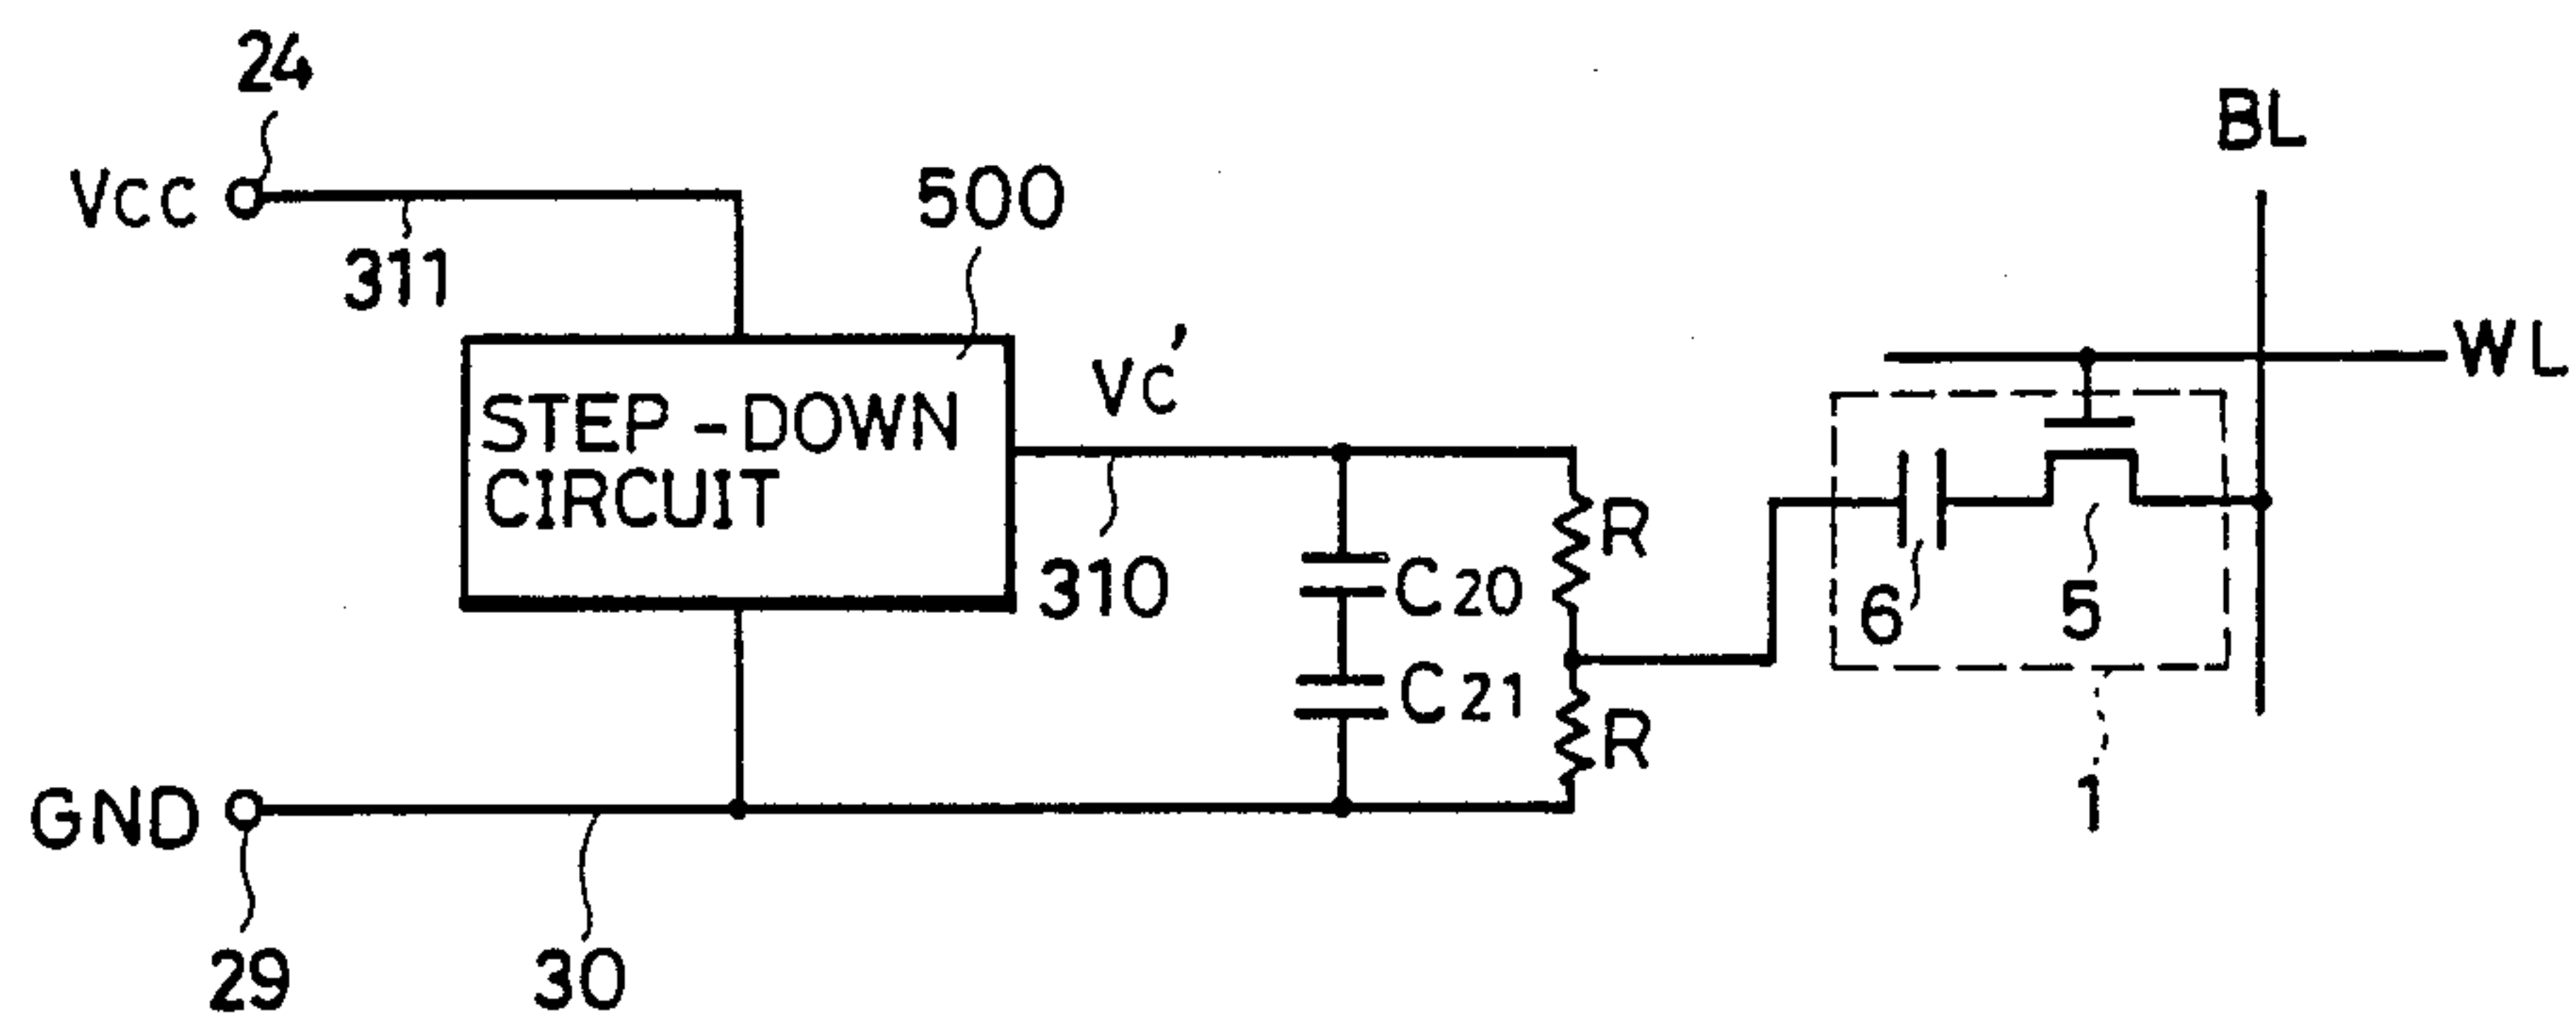 24
BL
Vcc
500
311
WL
Vc'
STEP-DOWN
CIRCUIT
R
310
C20
6
5
C21
R
1
GND
29
30